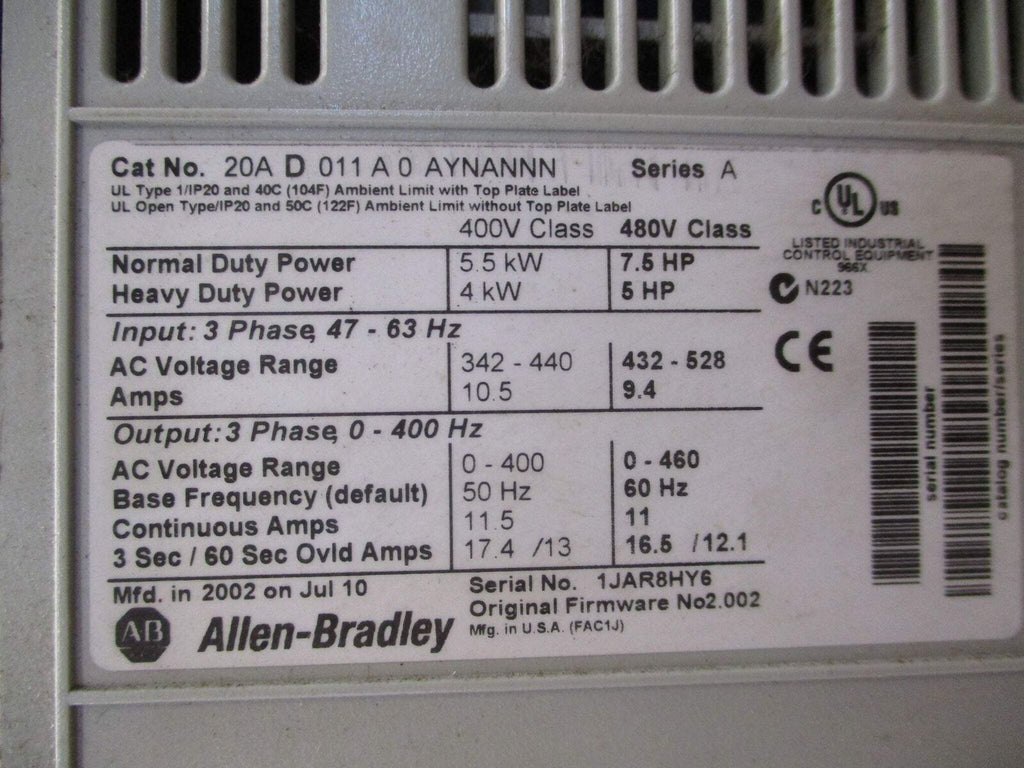 Cat No. 20A D 011 A 0 AYNANNN Series A
UL Type 1/IP20 and 40C (104F) Ambient Limit with Top Plate Label
UL Open Type/IP20 and 50C (122F) Ambient Limit without Top Plate Label
400V Class 480V Class
Normal Duty Power 5.5 kW 7.5 HP
Heavy Duty Power 4 kW 5 HP
Input: 3 Phase, 47 - 63 Hz
AC Voltage Range 342 - 440 432 - 528
Amps 10.5 9.4
Output: 3 Phase, 0 - 400 Hz
AC Voltage Range 0 - 400 0 - 460
Base Frequency (default) 50 Hz 60 Hz
Continuous Amps 11.5 11
3 Sec / 60 Sec Ovld Amps 17.4 /13 16.5 /12.1
Mfd. in 2002 on Jul 10
Serial No. 1JAR8HY6
Original Firmware No2.002
Mfg. in U.S.A. (FAC1J)
AB Allen-Bradley
C UL US
LISTED INDUSTRIAL
CONTROL EQUIPMENT
966X
N223
CE
serial number
catalog number/series